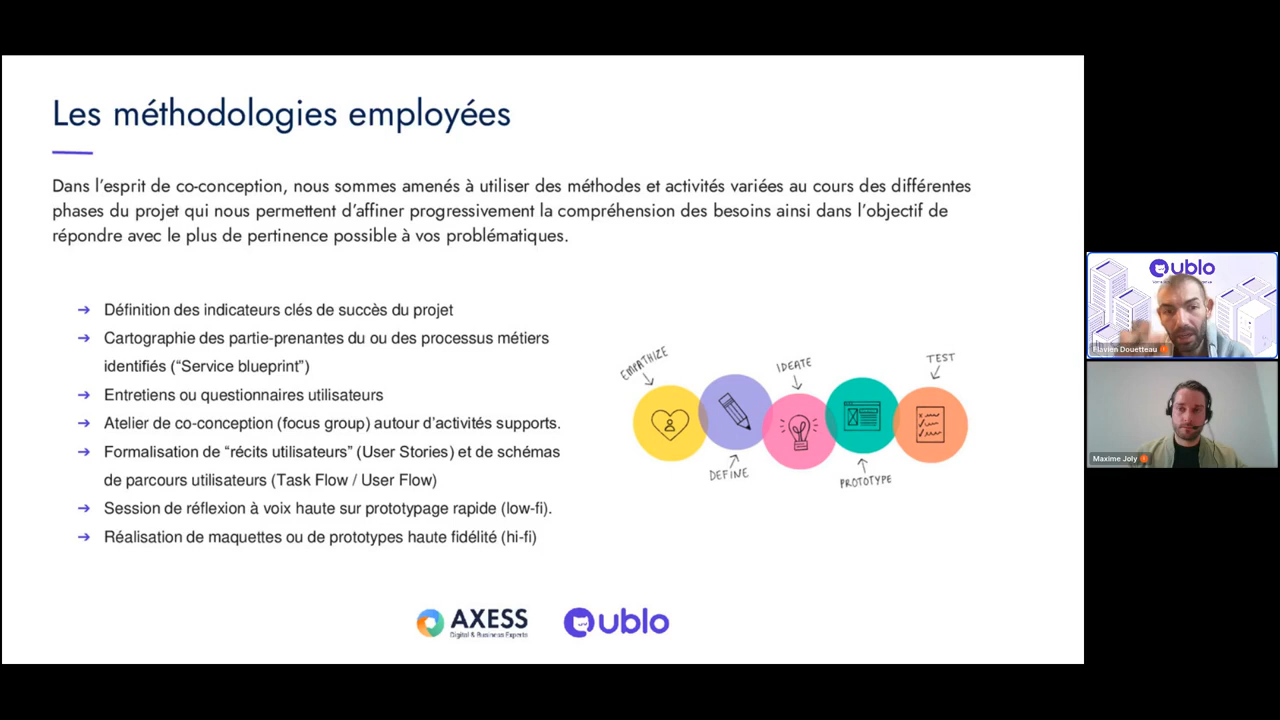 Les méthodologies employées
Dans l'esprit de co-conception, nous sommes amenés à utiliser des méthodes et activités variées au cours des différentes
phases du projet qui nous permettent d'affiner progressivement la compréhension des besoins ainsi dans l'objectif de
répondre avec le plus de pertinence possible à vos problématiques.
→ Définition des indicateurs clés de succès du projet
→ Cartographie des partie-prenantes du ou des processus métiers
identifiés (“Service blueprint”)
→ Entretiens ou questionnaires utilisateurs
→ Atelier de co-conception (focus group) autour d'activités supports.
→ Formalisation de “récits utilisateurs” (User Stories) et de schémas
de parcours utilisateurs (Task Flow / User Flow)
→ Session de réflexion à voix haute sur prototypage rapide (low-fi).
→ Réalisation de maquettes ou de prototypes haute fidélité (hi-fi)
EMPATHIZE
DEFINE
IDEATE
PROTOTYPE
TEST
AXESS
Digital & Business Experts
ublo
ublo
Flavien Douetteau
Maxime Joly